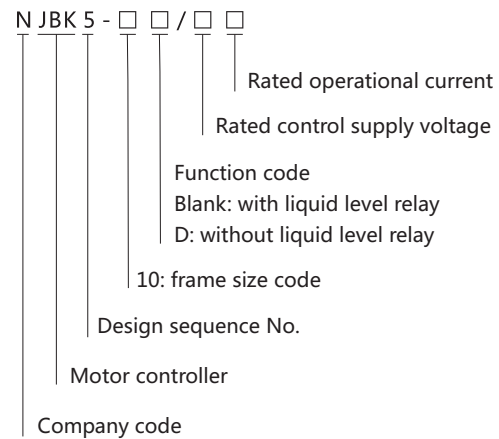 N JBK 5 - □ □ / □ □
Rated operational current
Rated control supply voltage
Function code
Blank: with liquid level relay
D: without liquid level relay
10: frame size code
Design sequence No.
Motor controller
Company code